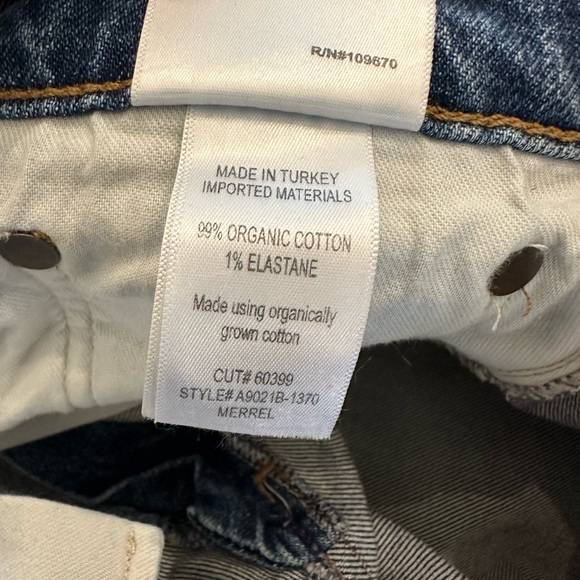 R/N#109670
MADE IN TURKEY
IMPORTED MATERIALS
99% ORGANIC COTTON
1% ELASTANE
Made using organically
grown cotton
CUT# 60399
STYLE# A9021B-1370
MERREL